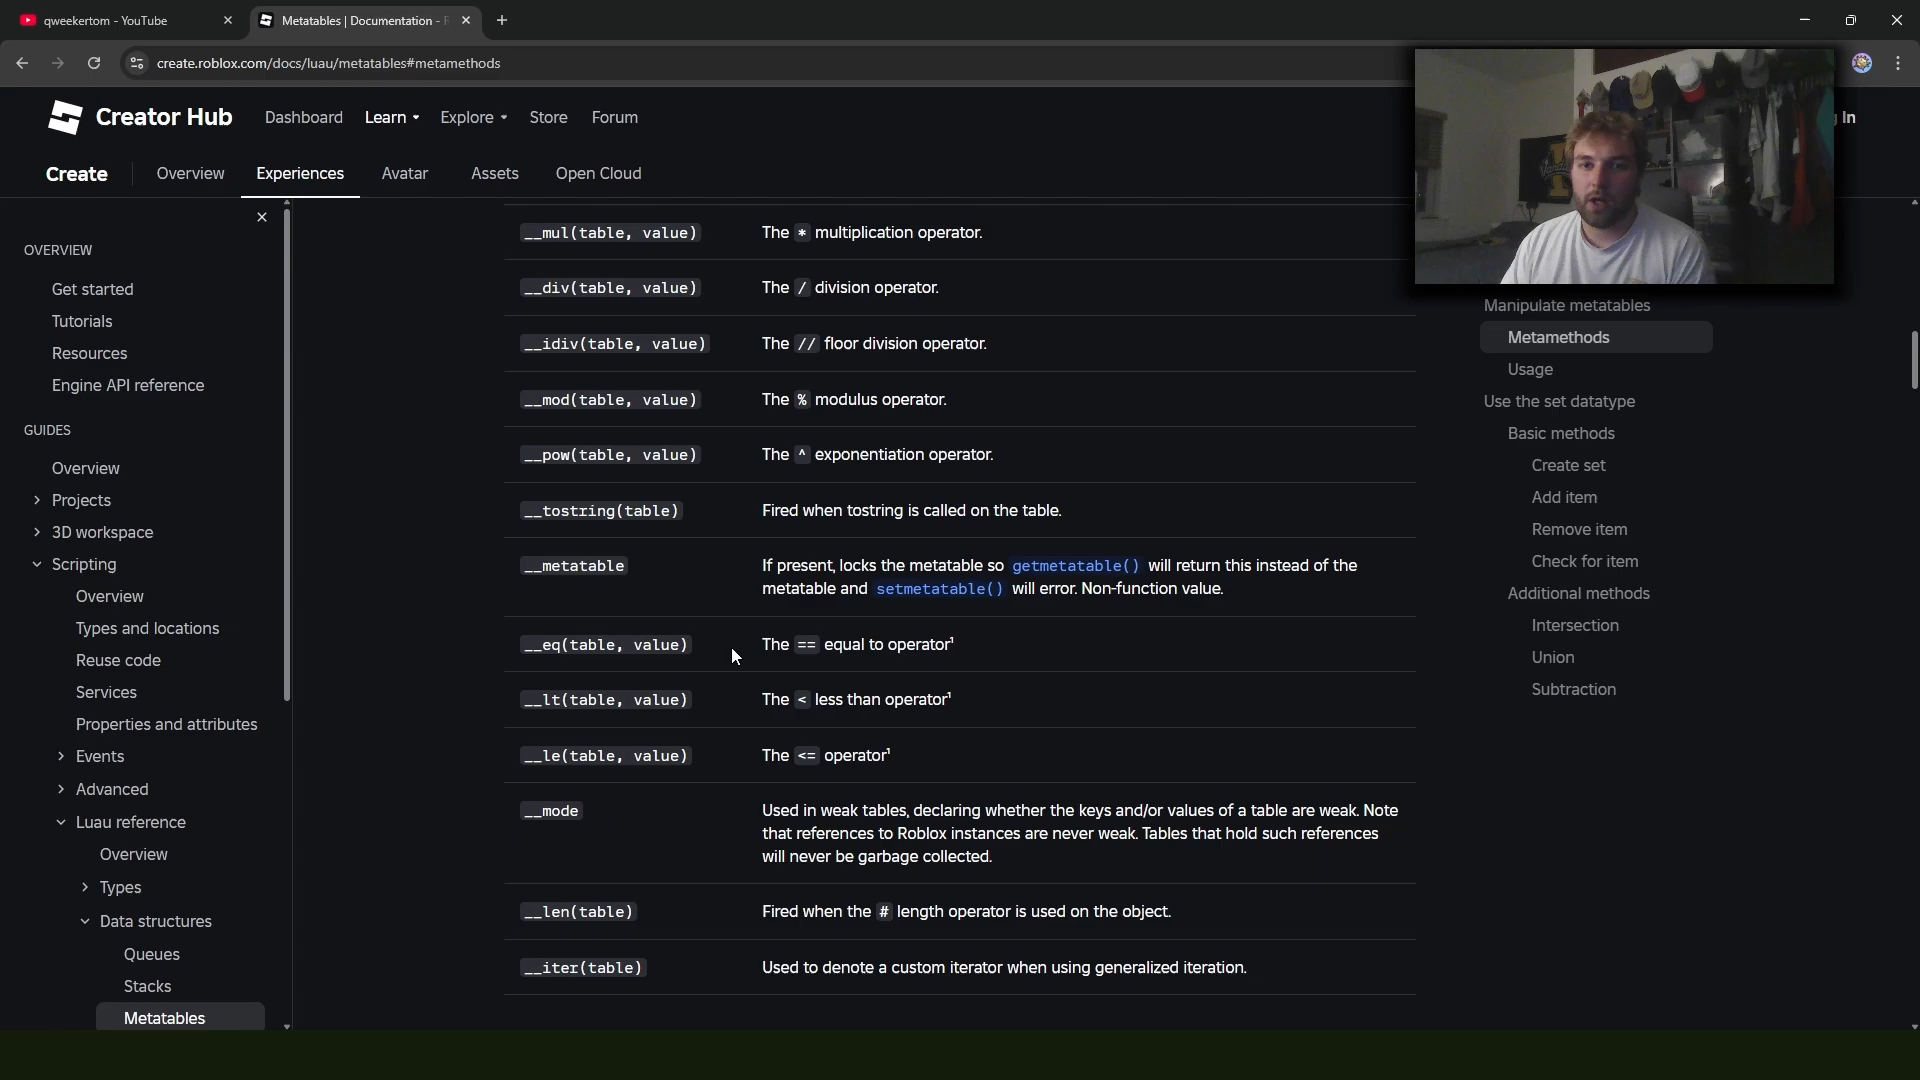 qweekertom - YouTube
Metatables | Documentation -
create.roblox.com/docs/luau/metatables#metamethods
Creator Hub
Dashboard
Learn
Explore
Store
Forum
In
Create
Overview
Experiences
Avatar
Assets
Open Cloud
OVERVIEW
Get started
Tutorials
Resources
Engine API reference
GUIDES
Overview
Projects
3D workspace
Scripting
Overview
Types and locations
Reuse code
Services
Properties and attributes
Events
Advanced
Luau reference
Overview
Types
Data structures
Queues
Stacks
Metatables
__mul(table, value) The * multiplication operator.
__div(table, value) The / division operator.
__idiv(table, value) The // floor division operator.
__mod(table, value) The % modulus operator.
__pow(table, value) The ^ exponentiation operator.
__tostring(table) Fired when tostring is called on the table.
__metatable If present, locks the metatable so getmetatable() will return this instead of the
metatable and setmetatable() will error. Non-function value.
__eq(table, value) The == equal to operator¹
__lt(table, value) The < less than operator¹
__le(table, value) The <= operator¹
__mode Used in weak tables, declaring whether the keys and/or values of a table are weak. Note
that references to Roblox instances are never weak. Tables that hold such references
will never be garbage collected.
__len(table) Fired when the # length operator is used on the object.
__iter(table) Used to denote a custom iterator when using generalized iteration.
Manipulate metatables
Metamethods
Usage
Use the set datatype
Basic methods
Create set
Add item
Remove item
Check for item
Additional methods
Intersection
Union
Subtraction